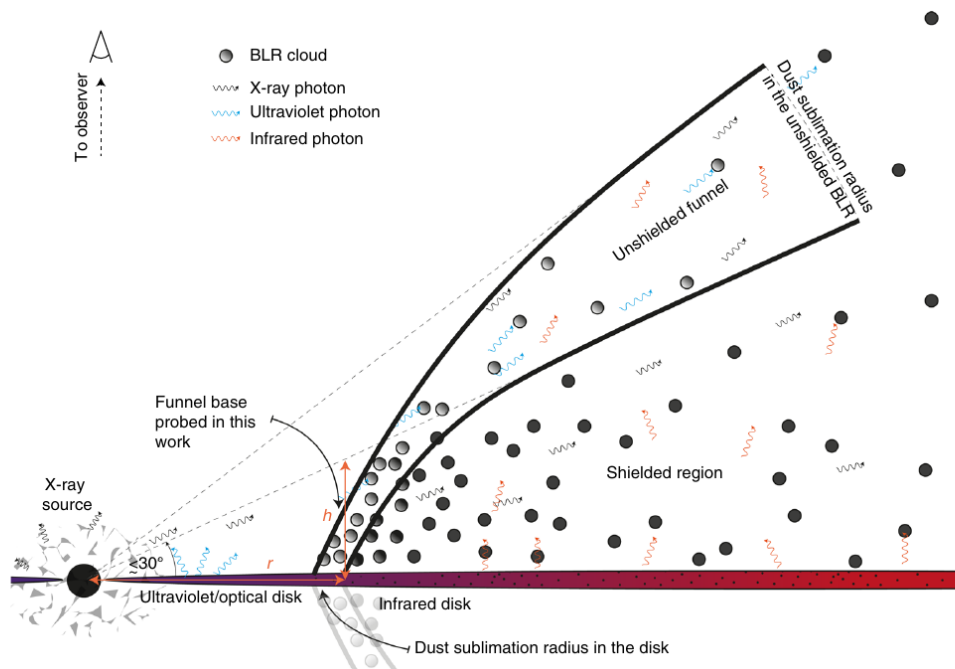 To observer
BLR cloud
X-ray photon
Ultraviolet photon
Infrared photon
Dust sublimation radius
in the unshielded BLR
Unshielded funnel
Funnel base
probed in this
work
Shielded region
X-ray
source
h
≲30°
r
Ultraviolet/optical disk
Infrared disk
Dust sublimation radius in the disk